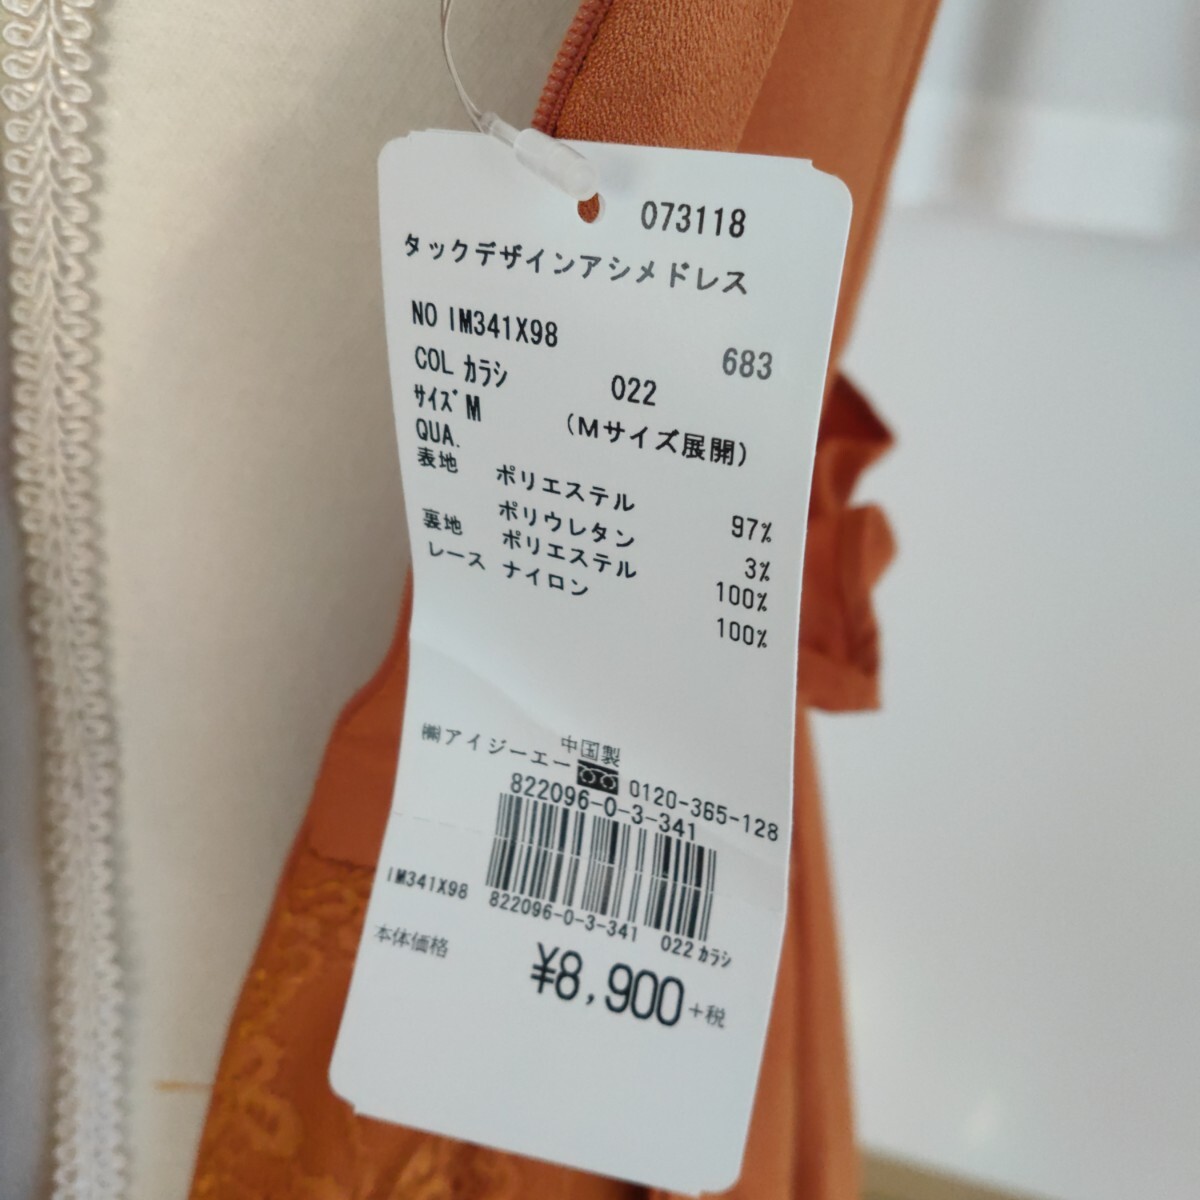 073118
タックデザインアシメドレス
NO IM341X98 683
COL カラシ 022
サイズ M (Mサイズ展開)
QUA.
表地 ポリエステル 97%
ポリウレタン 3%
裏地 ポリエステル 100%
レース ナイロン 100%
中国製
㈱アイジーエー 0120-365-128
822096-0-3-341
IM341X98 822096-0-3-341 022 カラシ
本体価格 ¥8,900+税